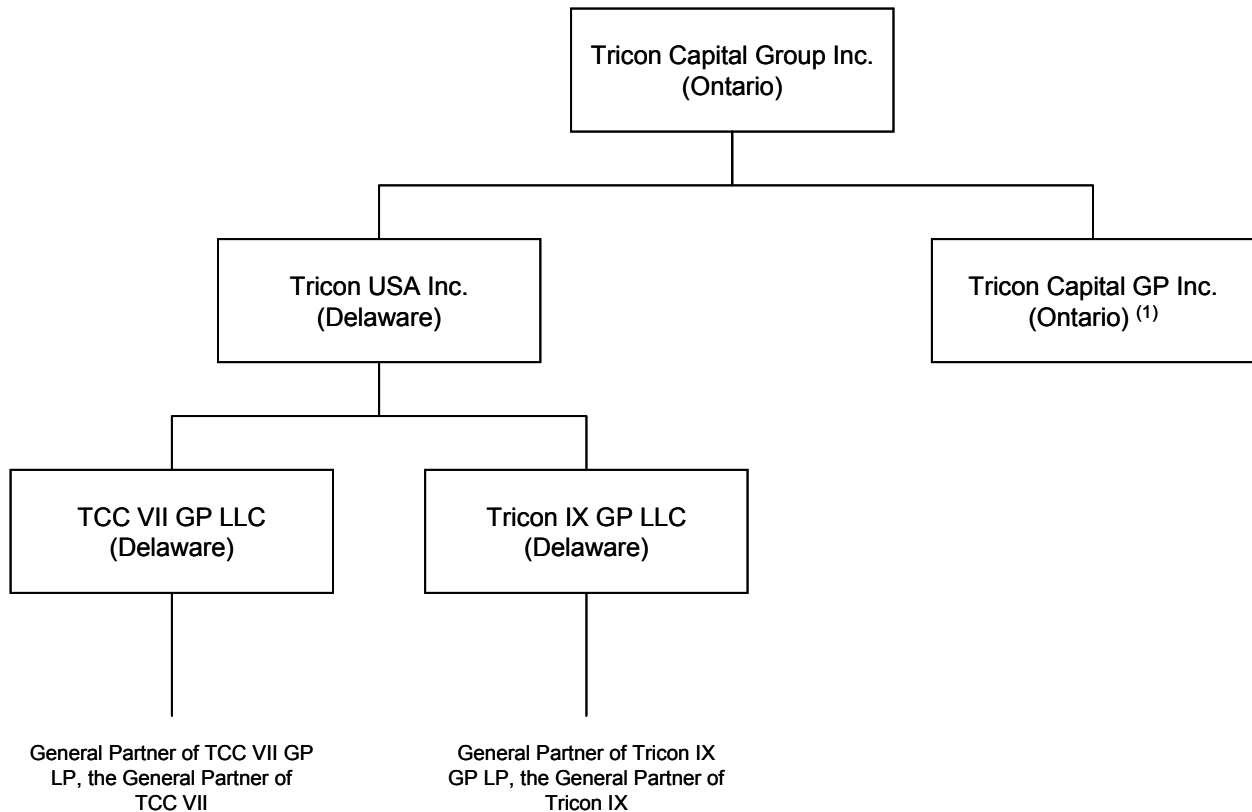 Tricon Capital Group Inc.
(Ontario)
Tricon USA Inc.
(Delaware)
Tricon Capital GP Inc.
(Ontario) (1)
TCC VII GP LLC
(Delaware)
Tricon IX GP LLC
(Delaware)
General Partner of TCC VII GP
LP, the General Partner of
TCC VII
General Partner of Tricon IX
GP LP, the General Partner of
Tricon IX